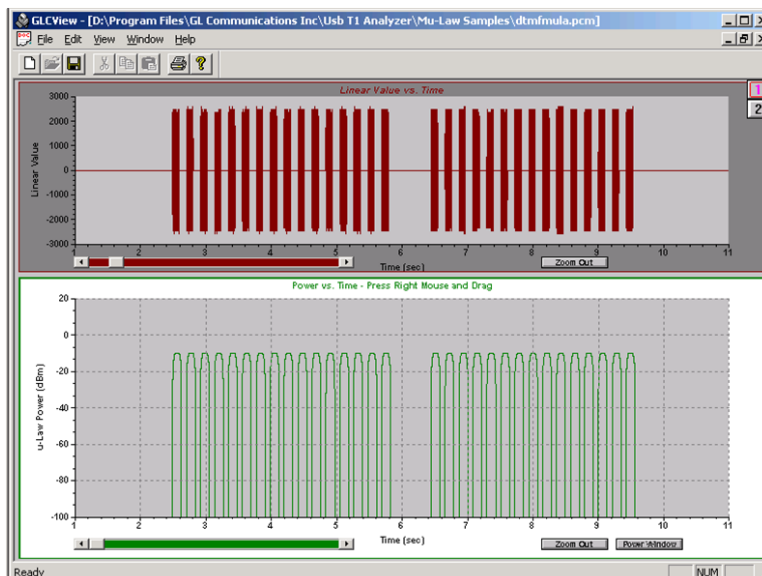 GLCView - [D:\Program Files\GL Communications Inc\Usb T1 Analyzer\Mu-Law Samples\dtmfmula.pcm]
File Edit View Window Help
Linear Value vs. Time
1
2
Linear Value
3000
2000
1000
0
-1000
-2000
-3000
1 2 3 4 5 6 7 8 9 10 11
Time (sec)
Zoom Out
Power vs. Time - Press Right Mouse and Drag
u-Law Power (dBm)
20
0
-20
-40
-60
-80
-100
1 2 3 4 5 6 7 8 9 10 11
Time (sec)
Zoom Out
Power Window
Ready
NUM